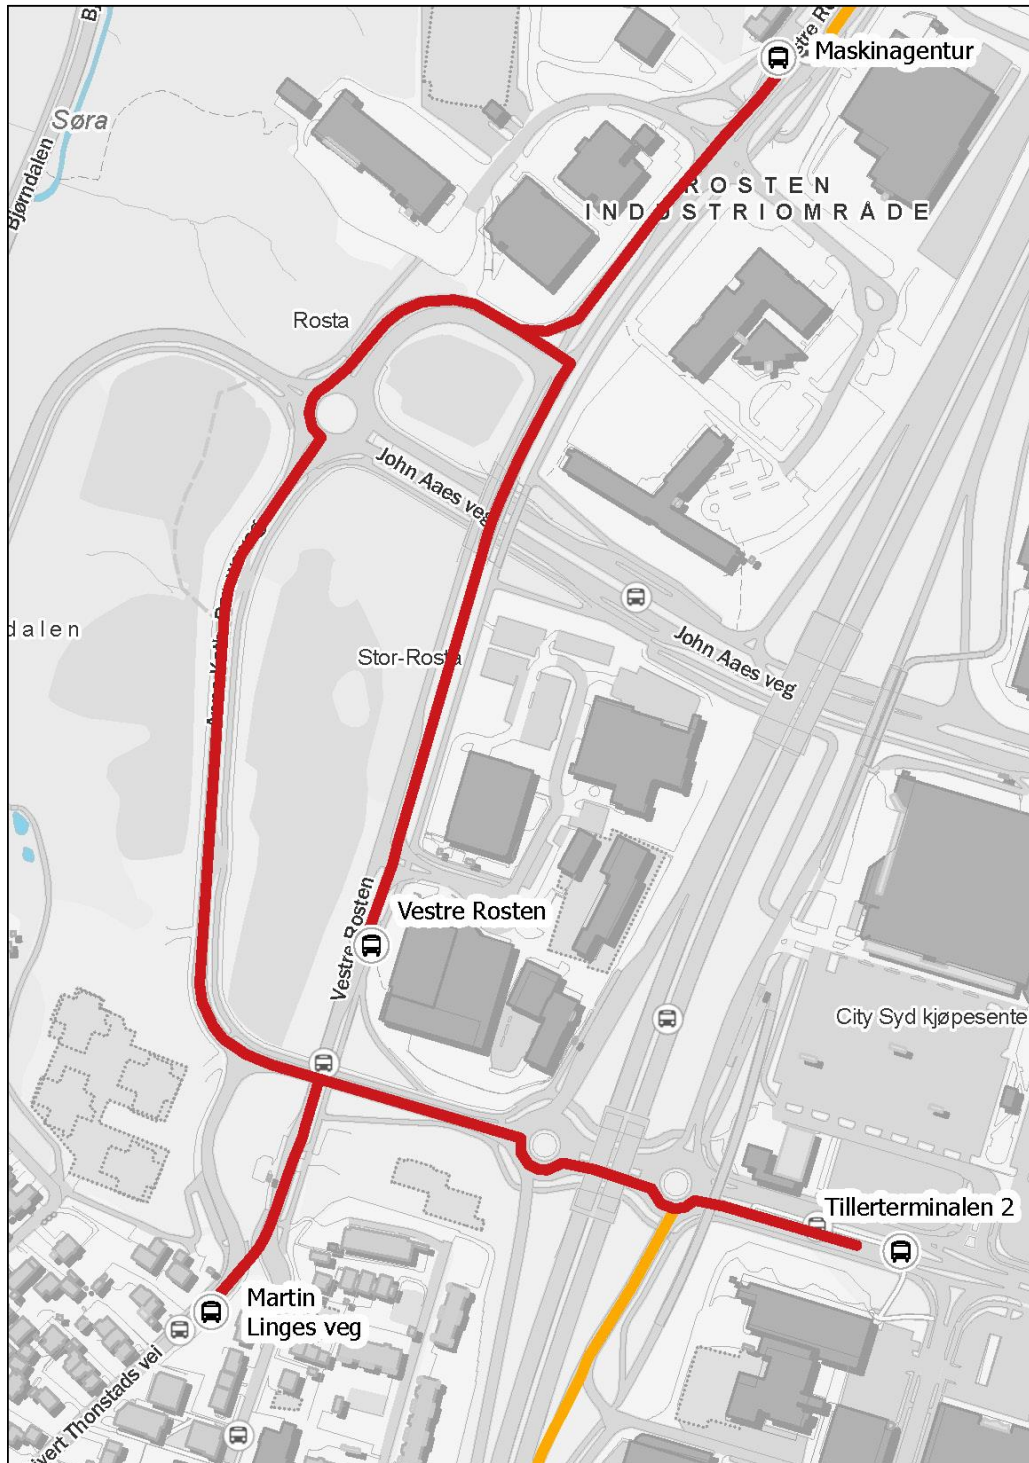 Maskinagentur
Søra
Bjørndalen
ROSTEN
INDUSTRIOMRÅDE
Rosta
John Aaes veg
dalen
Stor-Rosta
John Aaes veg
Vestre Rosten
Vestre Rosten
City Syd kjøpesente
Tillerterminalen 2
Martin
Linges veg
ivert Thonstads vei